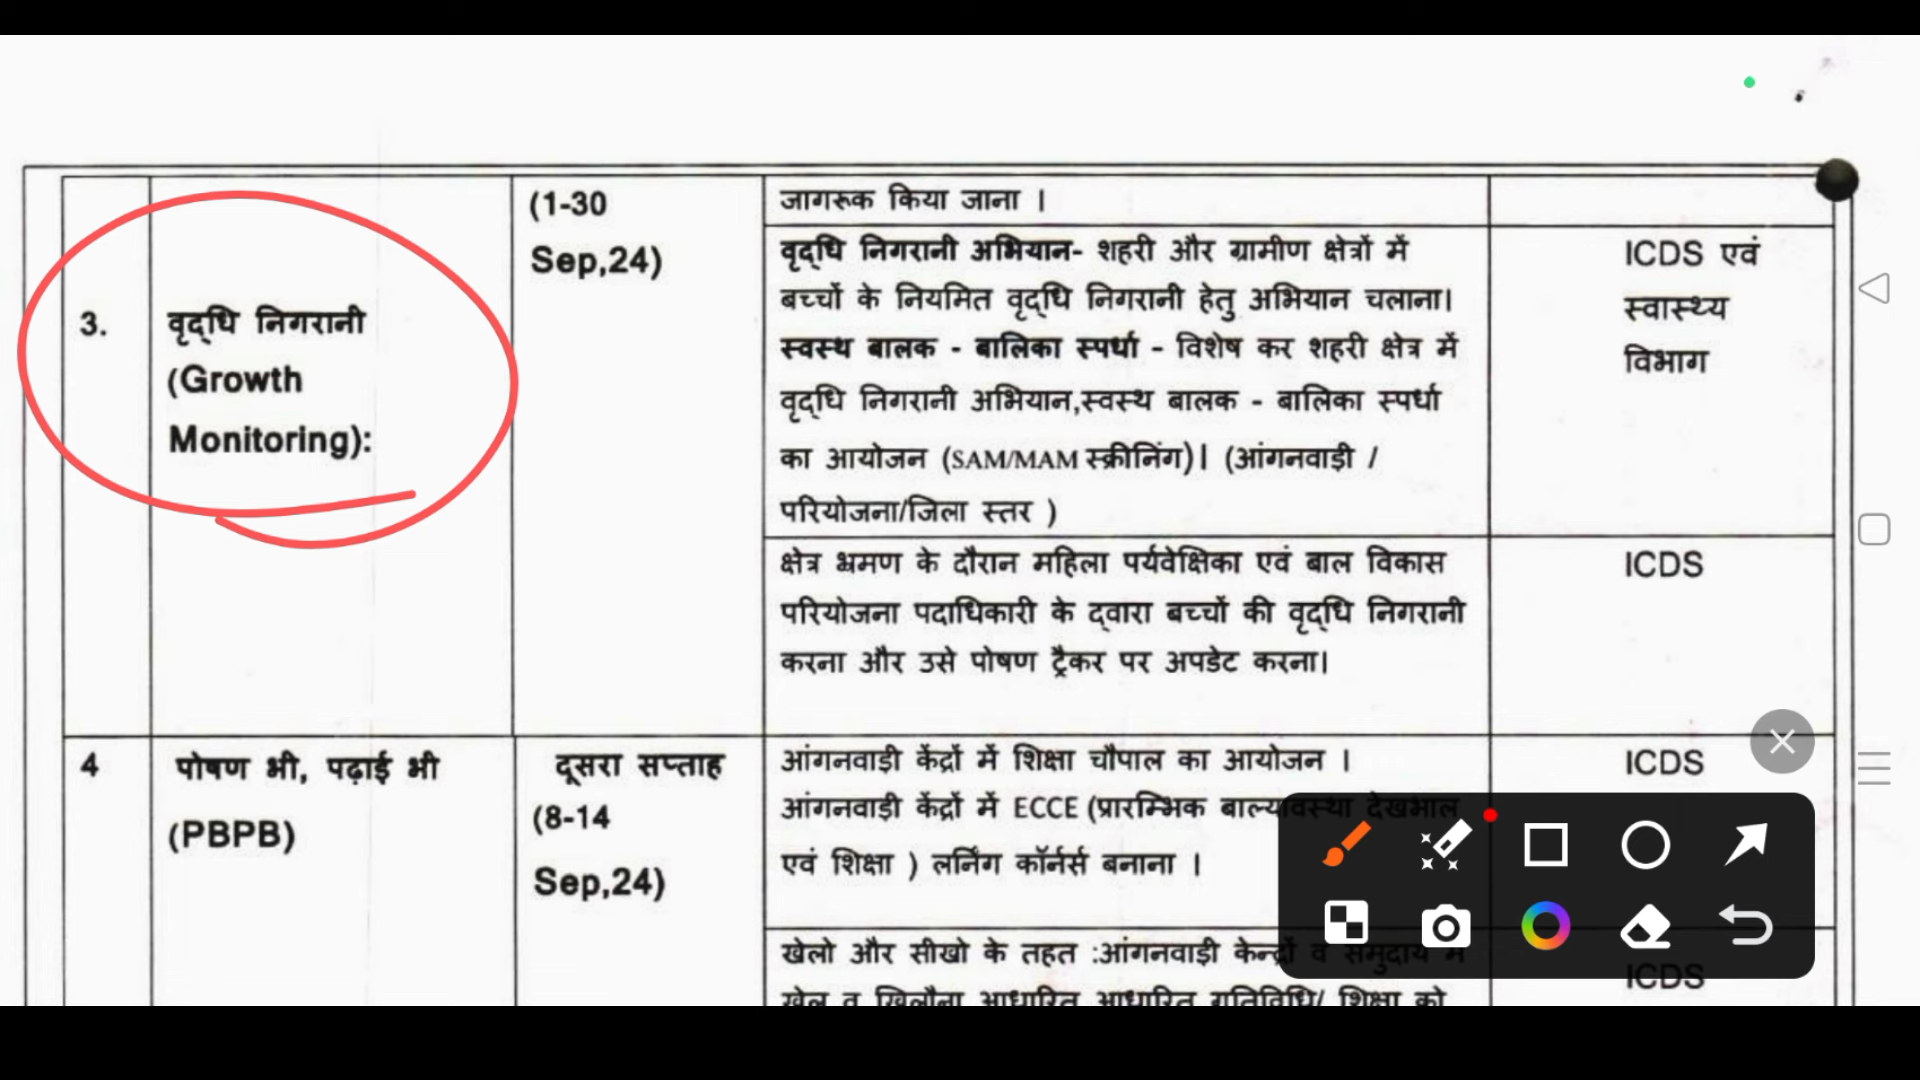 (1-30
Sep,24)
जागरूक किया जाना ।
3.
वृद्धि निगरानी
(Growth
Monitoring):
वृद्धि निगरानी अभियान- शहरी और ग्रामीण क्षेत्रों में
बच्चों के नियमित वृद्धि निगरानी हेतु अभियान चलाना।
स्वस्थ बालक - बालिका स्पर्धा - विशेष कर शहरी क्षेत्र में
वृद्धि निगरानी अभियान,स्वस्थ बालक - बालिका स्पर्धा
का आयोजन (SAM/MAM स्क्रीनिंग)। (आंगनवाड़ी /
परियोजना/जिला स्तर )
ICDS एवं
स्वास्थ्य
विभाग
क्षेत्र भ्रमण के दौरान महिला पर्यवेक्षिका एवं बाल विकास
परियोजना पदाधिकारी के द्वारा बच्चों की वृद्धि निगरानी
करना और उसे पोषण ट्रैकर पर अपडेट करना।
ICDS
4
पोषण भी, पढ़ाई भी
(PBPB)
दूसरा सप्ताह
(8-14
Sep,24)
आंगनवाड़ी केंद्रों में शिक्षा चौपाल का आयोजन ।
आंगनवाड़ी केंद्रों में ECCE (प्रारम्भिक बाल्यावस्था देखभाल
एवं शिक्षा ) लर्निंग कॉर्नर्स बनाना ।
ICDS
खेलो और सीखो के तहत :आंगनवाड़ी केन्द्रों व समुदाय में
खेल व खिलौना आधारित आधारित गतिविधि/ शिक्षा को
ICDS